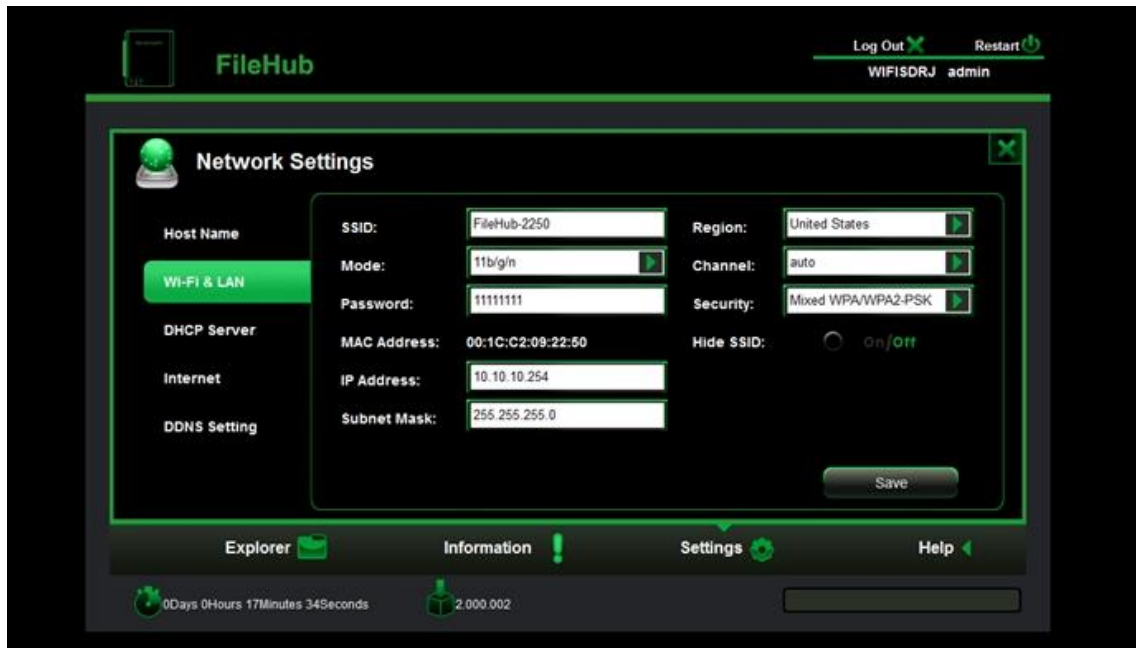 FileHub
Log Out Restart
WIFISDRJ admin
Network Settings
Host Name
Wi-Fi & LAN
DHCP Server
Internet
DDNS Setting
SSID: FileHub-2250 Region: United States
Mode: 11b/g/n Channel: auto
Password: 11111111 Security: Mixed WPA/WPA2-PSK
MAC Address: 00:1C:C2:09:22:50 Hide SSID: On/Off
IP Address: 10.10.10.254
Subnet Mask: 255.255.255.0
Save
Explorer Information Settings Help
0Days 0Hours 17Minutes 34Seconds 2.000.002